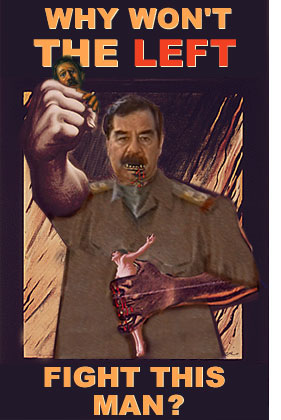 WHY WON'T
THE LEFT
FIGHT THIS
MAN?